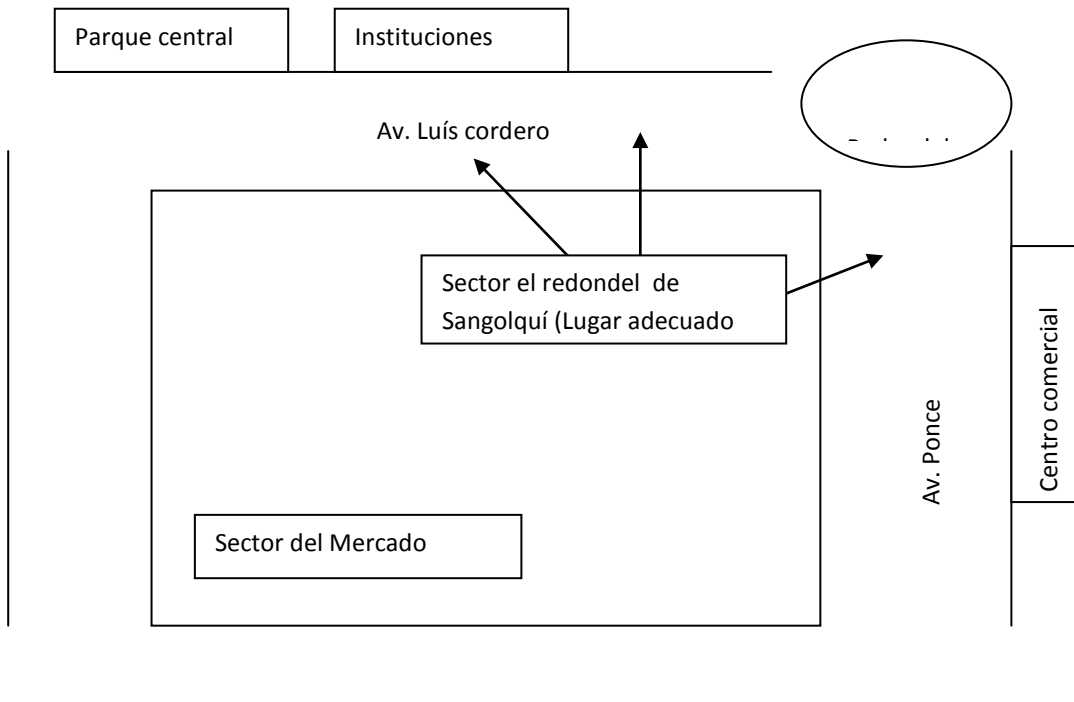 Parque central
Instituciones
Av. Luís cordero
Sector el redondel de
Sangolquí (Lugar adecuado
Centro comercial
Av. Ponce
Sector del Mercado